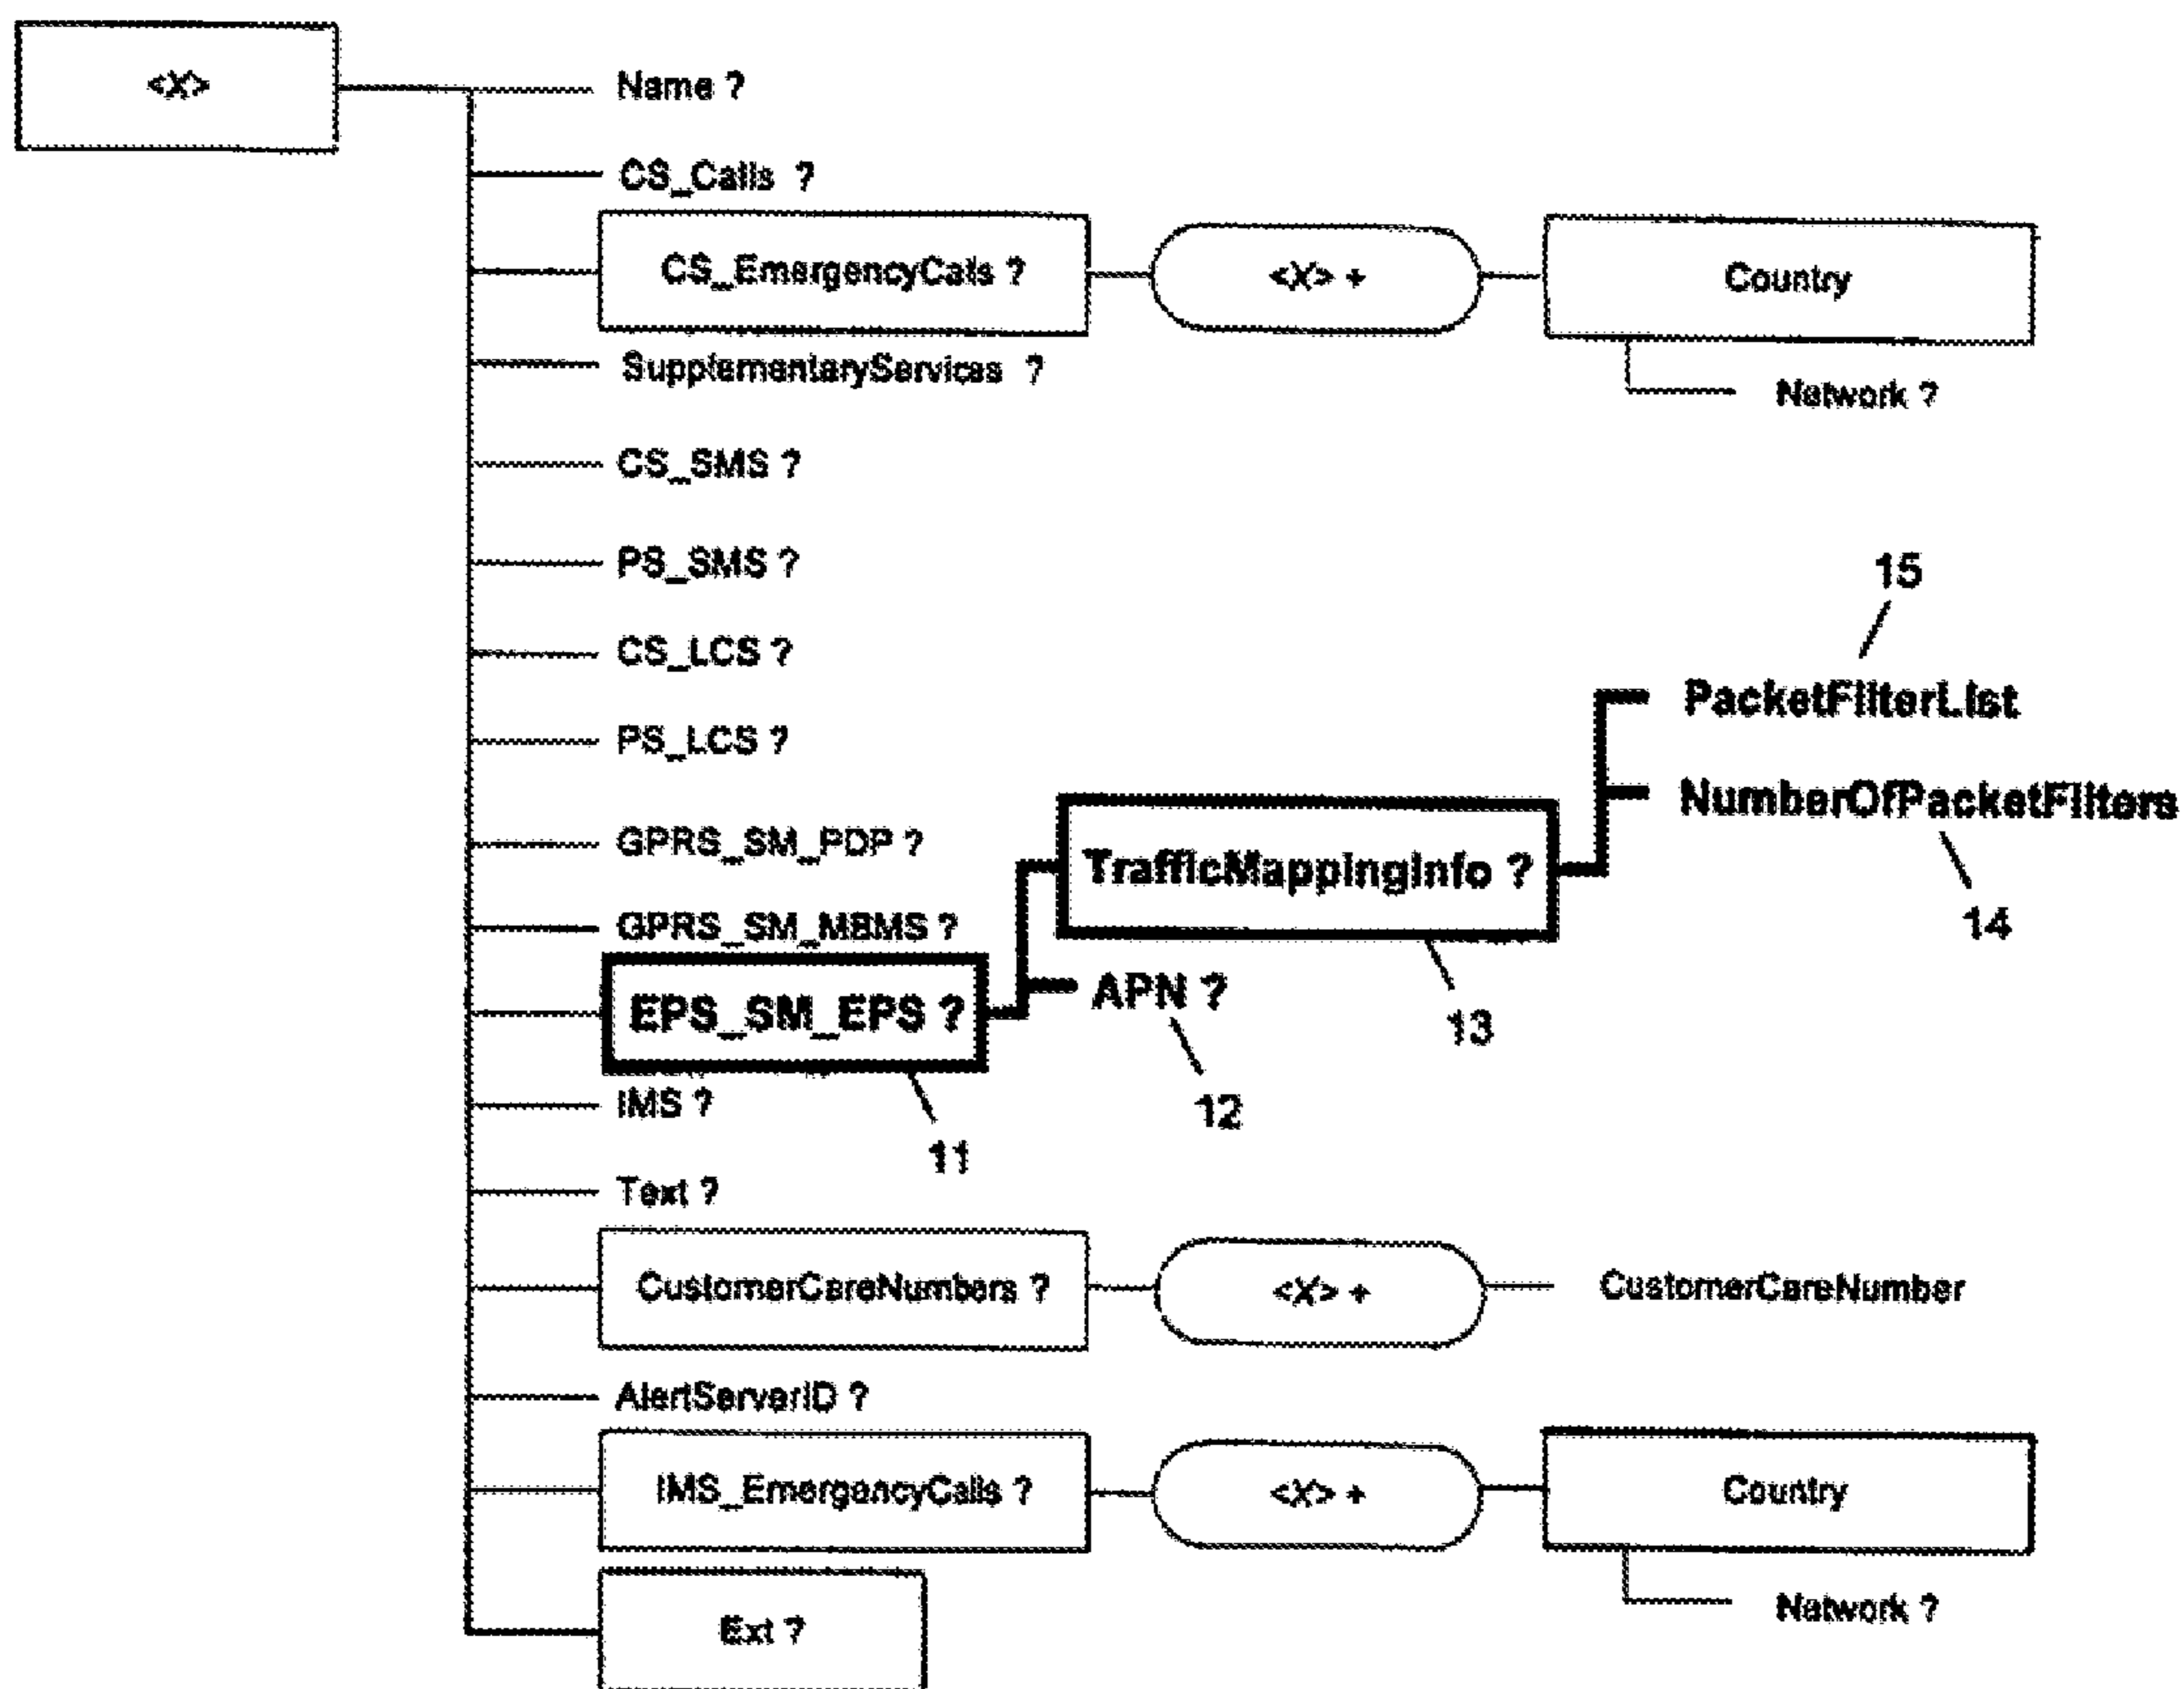 <X>
Name ?
CS_Calls ?
CS_EmergencyCalls ?
<X> +
Country
SupplementaryServices ?
Network ?
CS_SMS ?
PS_SMS ?
15
CS_LCS ?
PacketFilterList
PS_LCS ?
NumberOfPacketFilters
GPRS_SM_PDP ?
TrafficMappingInfo ?
14
GPRS_SM_MBMS ?
APN ?
EPS_SM_EPS ?
13
IMS ?
12
11
Text ?
CustomerCareNumbers ?
<X> +
CustomerCareNumber
AlertServerID ?
IMS_EmergencyCalls ?
<X> +
Country
Ext ?
Network ?